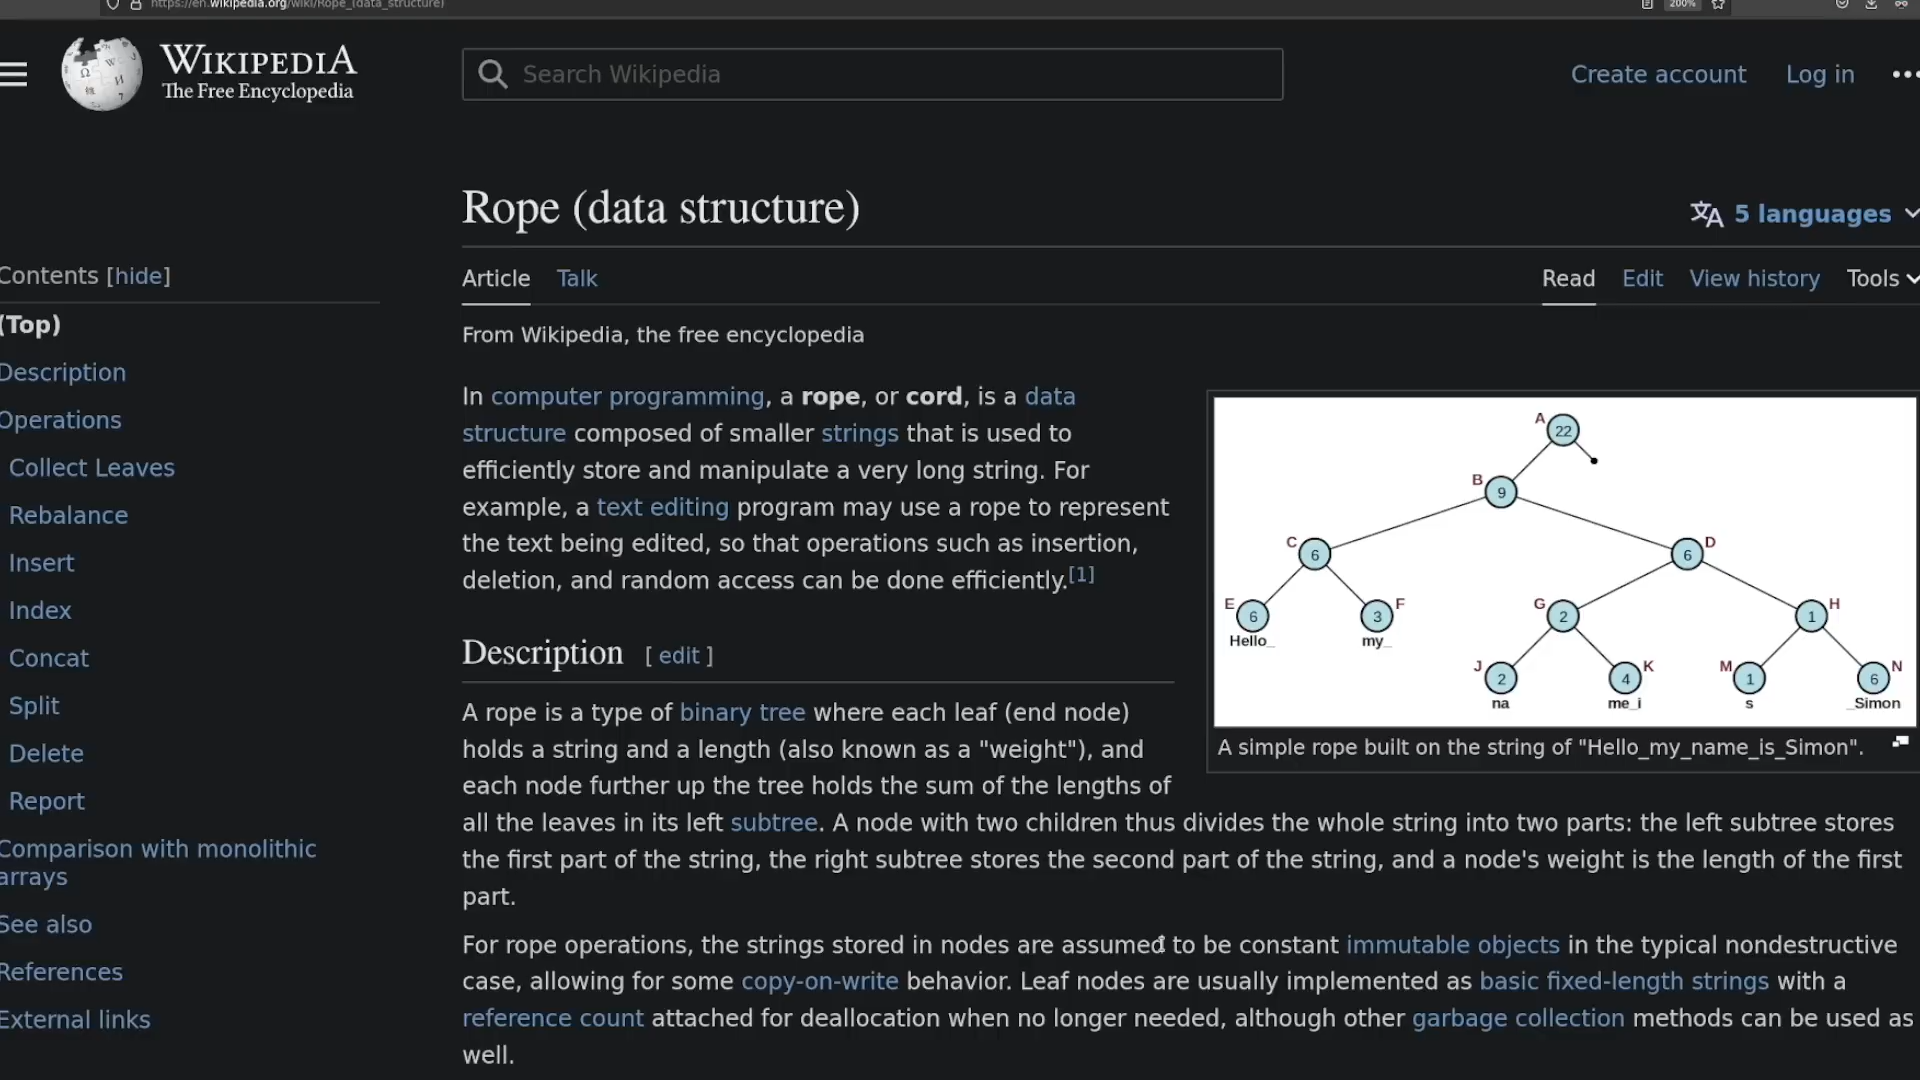 https://en.wikipedia.org/wiki/Rope_(data_structure)
200%
WIKIPEDIA
The Free Encyclopedia
Search Wikipedia
Create account
Log in
Rope (data structure)
5 languages
Contents [hide]
(Top)
Description
Operations
Collect Leaves
Rebalance
Insert
Index
Concat
Split
Delete
Report
Comparison with monolithic
arrays
See also
References
External links
Article Talk
Read Edit View history Tools
From Wikipedia, the free encyclopedia
In computer programming, a rope, or cord, is a data
structure composed of smaller strings that is used to
efficiently store and manipulate a very long string. For
example, a text editing program may use a rope to represent
the text being edited, so that operations such as insertion,
deletion, and random access can be done efficiently.[1]
A
22
B
9
C
6
6
D
E
6
3
F
G
2
1
H
Hello_
my_
J
2
4
K
M
1
6
N
na
me_i
s
_Simon
A simple rope built on the string of "Hello_my_name_is_Simon".
Description [ edit ]
A rope is a type of binary tree where each leaf (end node)
holds a string and a length (also known as a "weight"), and
each node further up the tree holds the sum of the lengths of
all the leaves in its left subtree. A node with two children thus divides the whole string into two parts: the left subtree stores
the first part of the string, the right subtree stores the second part of the string, and a node's weight is the length of the first
part.
For rope operations, the strings stored in nodes are assumed to be constant immutable objects in the typical nondestructive
case, allowing for some copy-on-write behavior. Leaf nodes are usually implemented as basic fixed-length strings with a
reference count attached for deallocation when no longer needed, although other garbage collection methods can be used as
well.